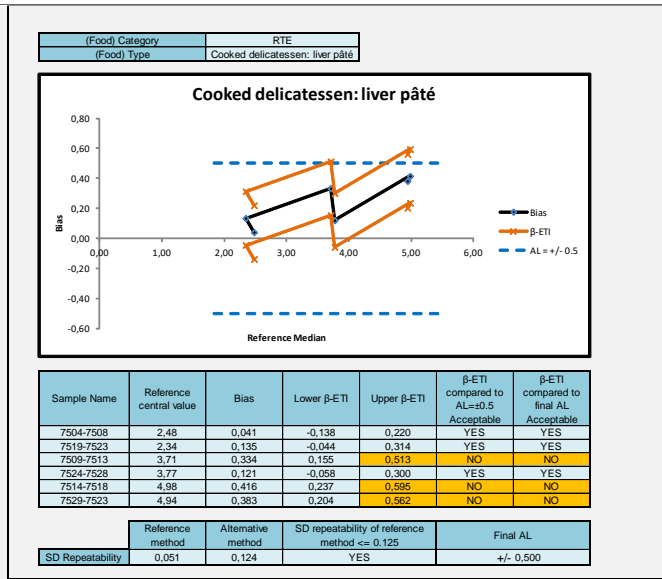 (Food) Category RTE
(Food) Type Cooked delicatessen: liver pâté
Cooked delicatessen: liver pâté
0,80
0,60
0,40
0,20
0,00
-0,20
-0,40
-0,60
Bias
0,00 1,00 2,00 3,00 4,00 5,00 6,00
Reference Median
Bias
β-ETI
AL = +/- 0.5
Sample Name Reference central value Bias Lower β-ETI Upper β-ETI β-ETI compared to AL=±0.5 Acceptable β-ETI compared to final AL Acceptable
7504-7508 2,48 0,041 -0,138 0,220 YES YES
7519-7523 2,34 0,135 -0,044 0,314 YES YES
7509-7513 3,71 0,334 0,155 0,513 NO NO
7524-7528 3,77 0,121 -0,058 0,300 YES YES
7514-7518 4,98 0,416 0,237 0,595 NO NO
7529-7523 4,94 0,383 0,204 0,562 NO NO
Reference method Alternative method SD repeatability of reference method <= 0.125 Final AL
SD Repeatability 0,051 0,124 YES +/- 0,500